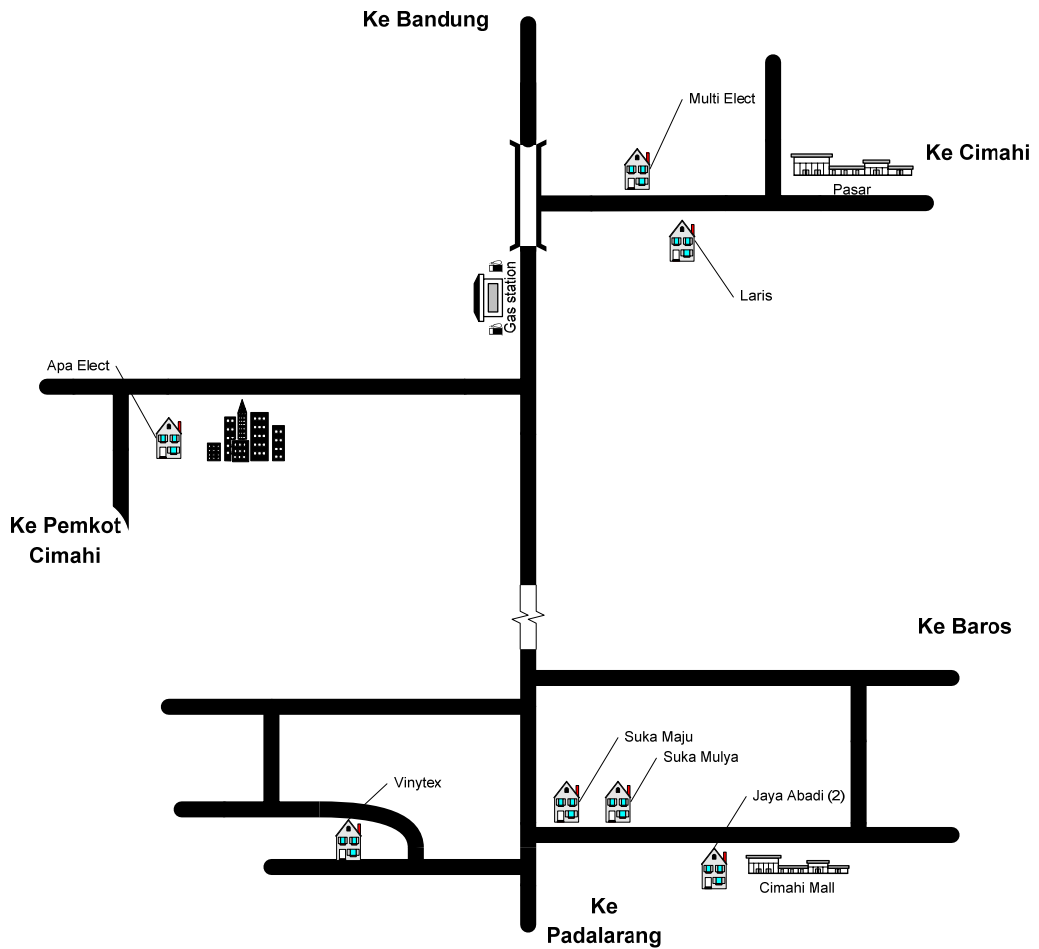 Ke Bandung
Multi Elect
Ke Cimahi
Pasar
Gas station
Laris
Apa Elect
Ke Pemkot
Cimahi
Ke Baros
Suka Maju
Suka Mulya
Vinytex
Jaya Abadi (2)
Cimahi Mall
Ke
Padalarang